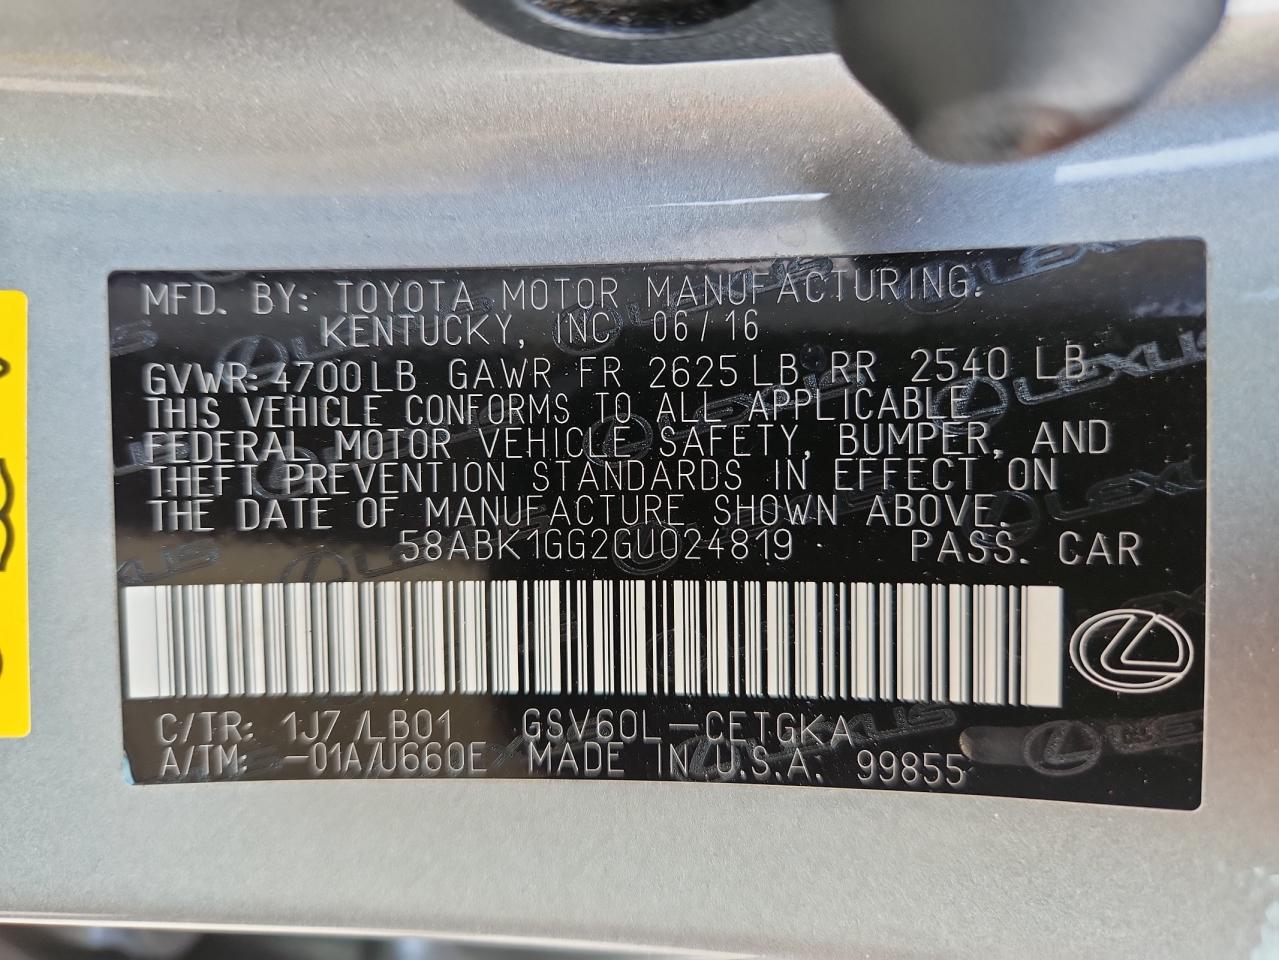 MFD. BY: TOYOTA MOTOR MANUFACTURING.
KENTUCKY, INC 06/16
GVWR: 4700LB GAWR FR 2625LB RR 2540 LB
THIS VEHICLE CONFORMS TO ALL APPLICABLE
FEDERAL MOTOR VEHICLE SAFETY, BUMPER, AND
THEFT PREVENTION STANDARDS IN EFFECT ON
THE DATE OF MANUFACTURE SHOWN ABOVE.
58ABK1GG2GU024819 PASS. CAR
C/TR: 1J7 /LB01 GSV60L-CETGKA
A/TM: -01A/U660E MADE IN U.S.A. 99855